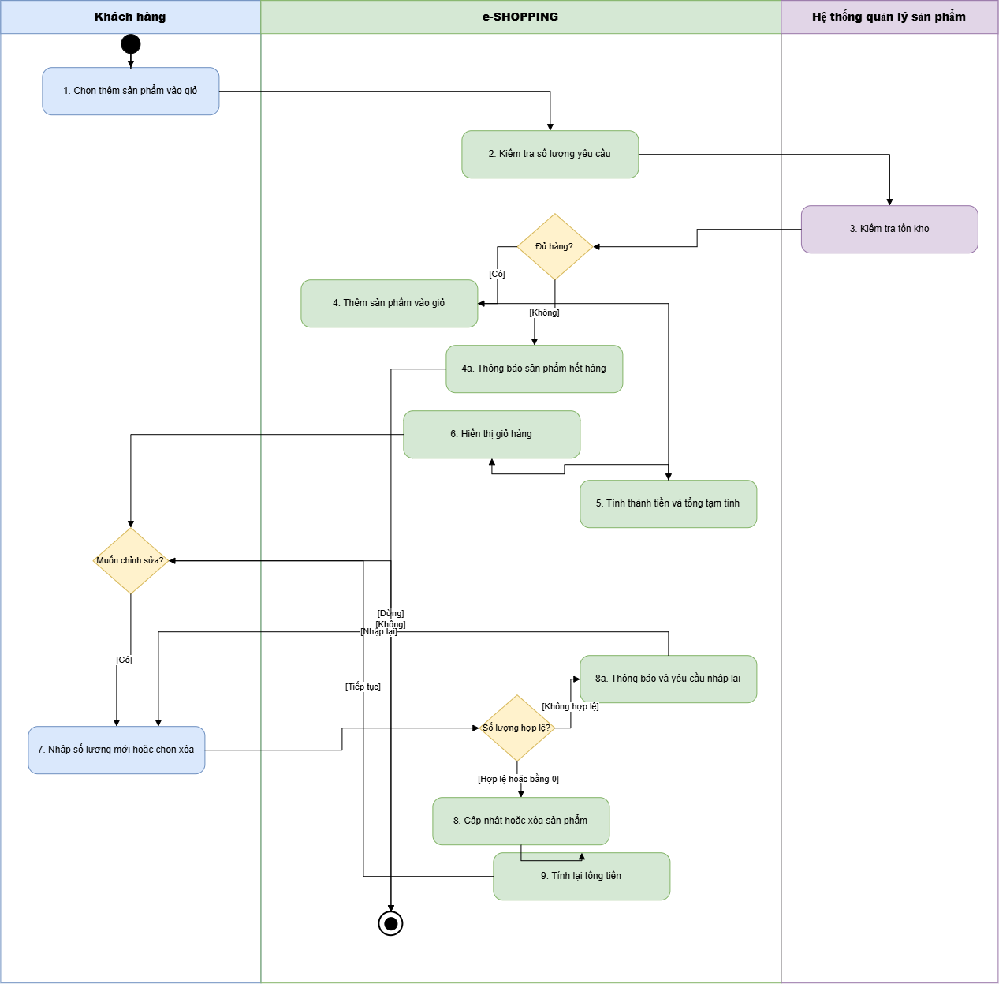 Khách hàng
e-SHOPPING
Hệ thống quản lý sản phẩm
1. Chọn thêm sản phẩm vào giỏ
2. Kiểm tra số lượng yêu cầu
3. Kiểm tra tồn kho
Đủ hàng?
[Có]
4. Thêm sản phẩm vào giỏ
[Không]
4a. Thông báo sản phẩm hết hàng
6. Hiển thị giỏ hàng
5. Tính thành tiền và tổng tạm tính
Muốn chỉnh sửa?
[Dừng]
[Không]
[Nhập lại]
[Có]
[Tiếp tục]
8a. Thông báo và yêu cầu nhập lại
[Không hợp lệ]
Số lượng hợp lệ?
7. Nhập số lượng mới hoặc chọn xóa
[Hợp lệ hoặc bằng 0]
8. Cập nhật hoặc xóa sản phẩm
9. Tính lại tổng tiền